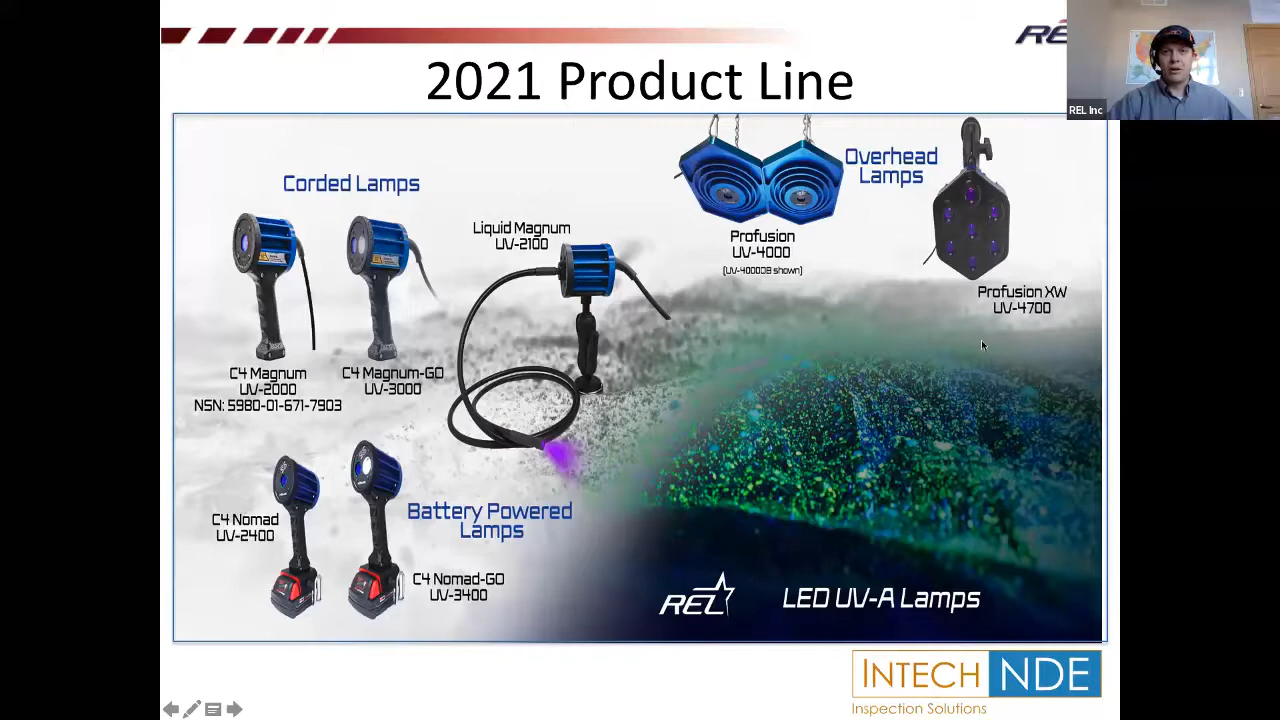 REL
2021 Product Line
REL Inc
Corded Lamps
Overhead
Lamps
Liquid Magnum
UV-2100
Profusion
UV-4000
(UV-4000DB shown)
Profusion XW
UV-4700
C4 Magnum
UV-2000
NSN: 5980-01-671-7903
C4 Magnum-GO
UV-3000
C4 Nomad
UV-2400
Battery Powered
Lamps
C4 Nomad-GO
UV-3400
REL
LED UV-A Lamps
INTECH NDE
Inspection Solutions